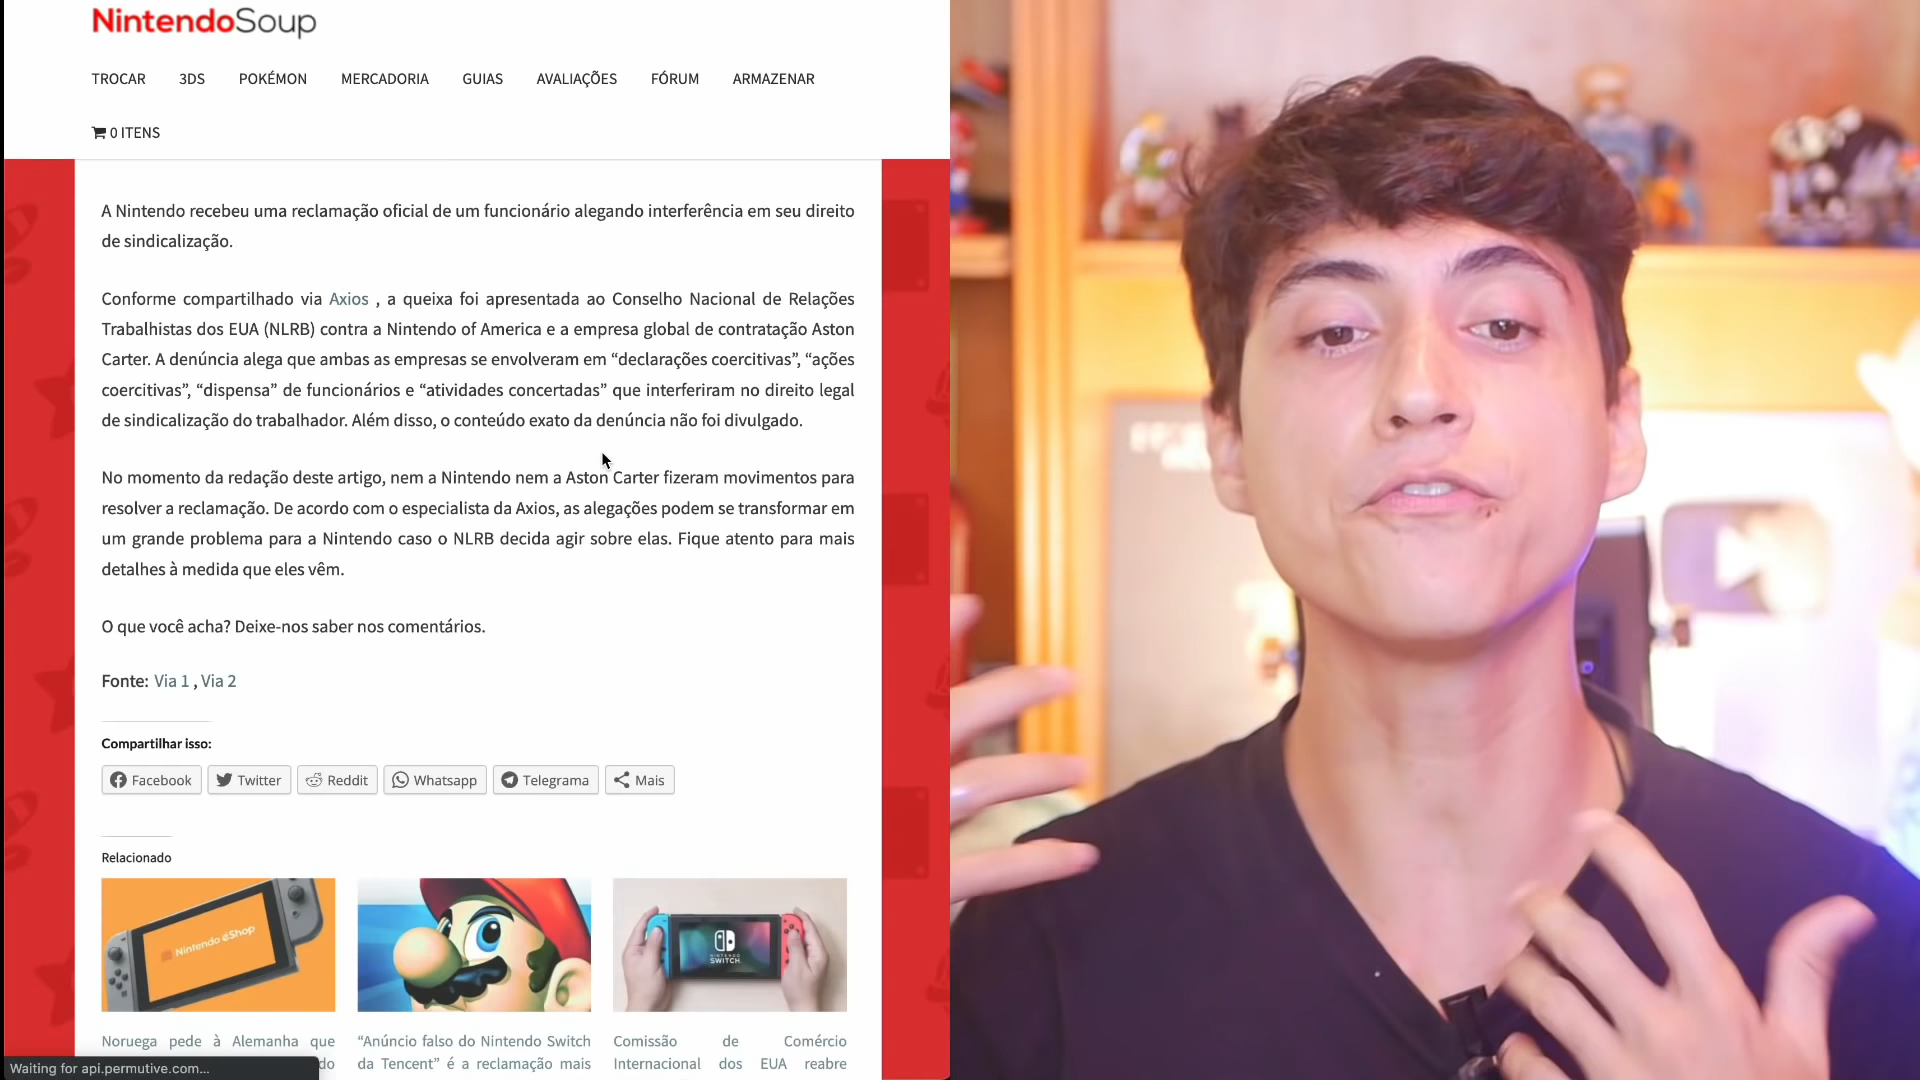 NintendoSoup
TROCAR 3DS POKÉMON MERCADORIA GUIAS AVALIAÇÕES FÓRUM ARMAZENAR
0 ITENS
A Nintendo recebeu uma reclamação oficial de um funcionário alegando interferência em seu direito
de sindicalização.
Conforme compartilhado via Axios , a queixa foi apresentada ao Conselho Nacional de Relações
Trabalhistas dos EUA (NLRB) contra a Nintendo of America e a empresa global de contratação Aston
Carter. A denúncia alega que ambas as empresas se envolveram em “declarações coercitivas”, “ações
coercitivas”, “dispensa” de funcionários e “atividades concertadas” que interferiram no direito legal
de sindicalização do trabalhador. Além disso, o conteúdo exato da denúncia não foi divulgado.
No momento da redação deste artigo, nem a Nintendo nem a Aston Carter fizeram movimentos para
resolver a reclamação. De acordo com o especialista da Axios, as alegações podem se transformar em
um grande problema para a Nintendo caso o NLRB decida agir sobre elas. Fique atento para mais
detalhes à medida que eles vêm.
O que você acha? Deixe-nos saber nos comentários.
Fonte: Via 1 , Via 2
Compartilhar isso:
Facebook Twitter Reddit Whatsapp Telegrama Mais
Relacionado
Nintendo eShop
NINTENDO
SWITCH
Noruega pede à Alemanha que
do
“Anúncio falso do Nintendo Switch
da Tencent” é a reclamação mais
Comissão de Comércio
Internacional dos EUA reabre
Waiting for api.permutive.com...